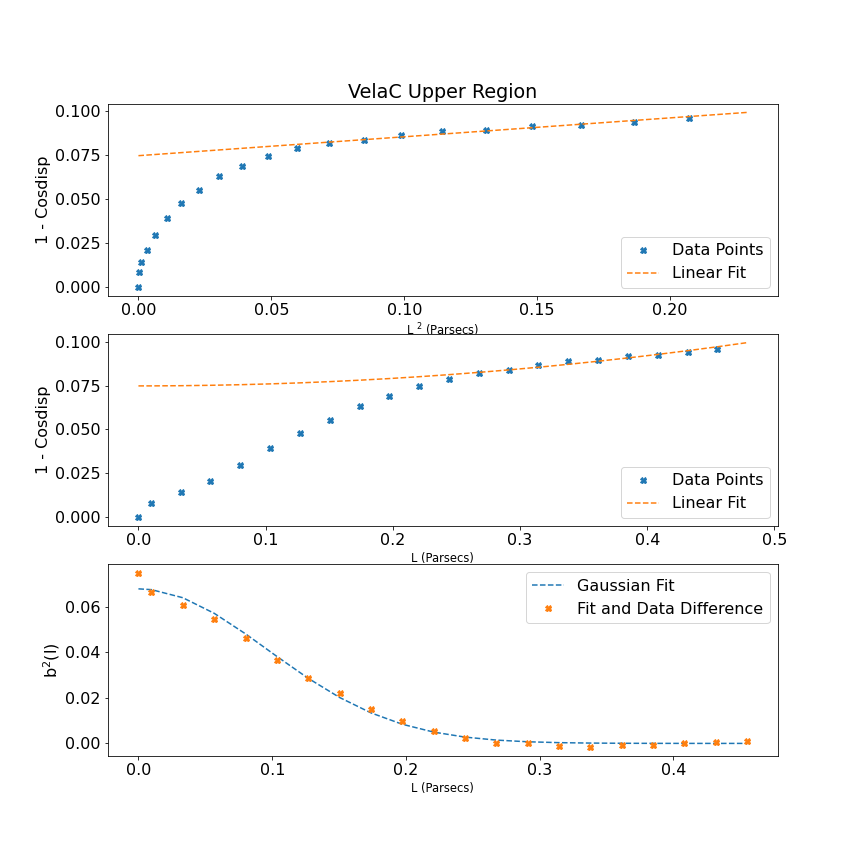 VelaC Upper Region
1 - Cosdisp
0.100
0.075
0.050
0.025
0.000
Data Points
Linear Fit
0.00 0.05 0.10 0.15 0.20
L ² (Parsecs)
1 - Cosdisp
0.100
0.075
0.050
0.025
0.000
Data Points
Linear Fit
0.0 0.1 0.2 0.3 0.4 0.5
L (Parsecs)
b²(l)
0.06
0.04
0.02
0.00
Gaussian Fit
Fit and Data Difference
0.0 0.1 0.2 0.3 0.4
L (Parsecs)